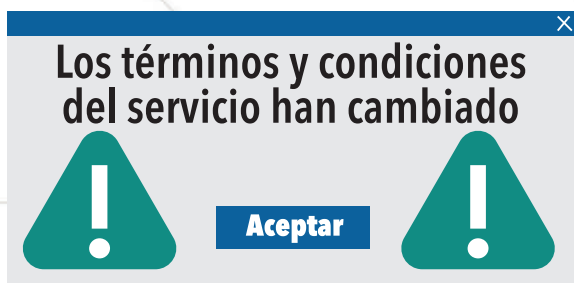 Los términos y condiciones
del servicio han cambiado
Aceptar